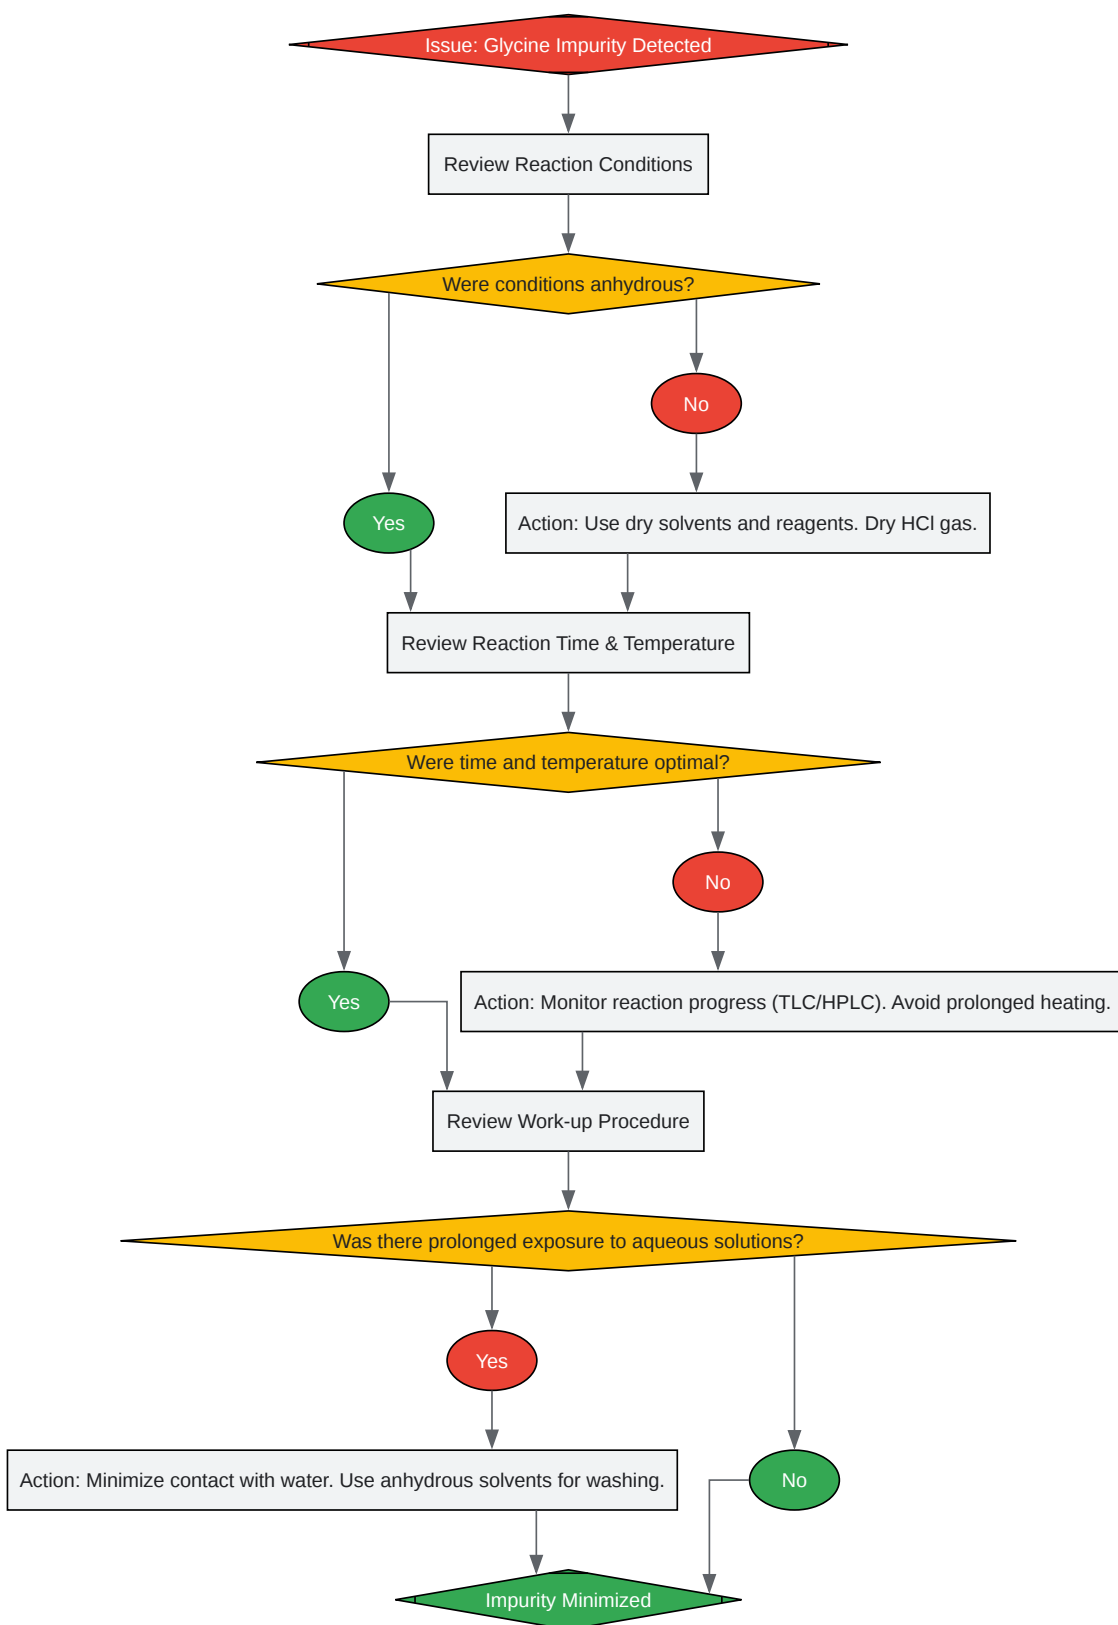 Issue: Glycine Impurity Detected
Review Reaction Conditions
Were conditions anhydrous?
No
Yes
Action: Use dry solvents and reagents. Dry HCl gas.
Review Reaction Time & Temperature
Were time and temperature optimal?
No
Yes
Action: Monitor reaction progress (TLC/HPLC). Avoid prolonged heating.
Review Work-up Procedure
Was there prolonged exposure to aqueous solutions?
Yes
Action: Minimize contact with water. Use anhydrous solvents for washing.
No
Impurity Minimized